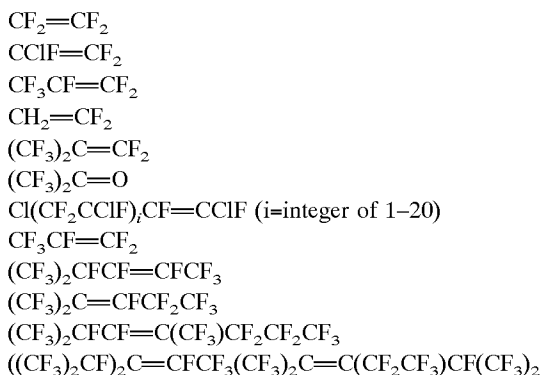 CF₂=CF₂
CClF=CF₂
CF₃CF=CF₂
CH₂=CF₂
(CF₃)₂C=CF₂
(CF₃)₂C=O
Cl(CF₂CClF)ᵢCF=CClF (i=integer of 1–20)
CF₃CF=CF₂
(CF₃)₂CFCF=CFCF₃
(CF₃)₂C=CFCF₂CF₃
(CF₃)₂CFCF=C(CF₃)CF₂CF₂CF₃
((CF₃)₂CF)₂C=CFCF₃(CF₃)₂C=C(CF₂CF₃)CF(CF₃)₂